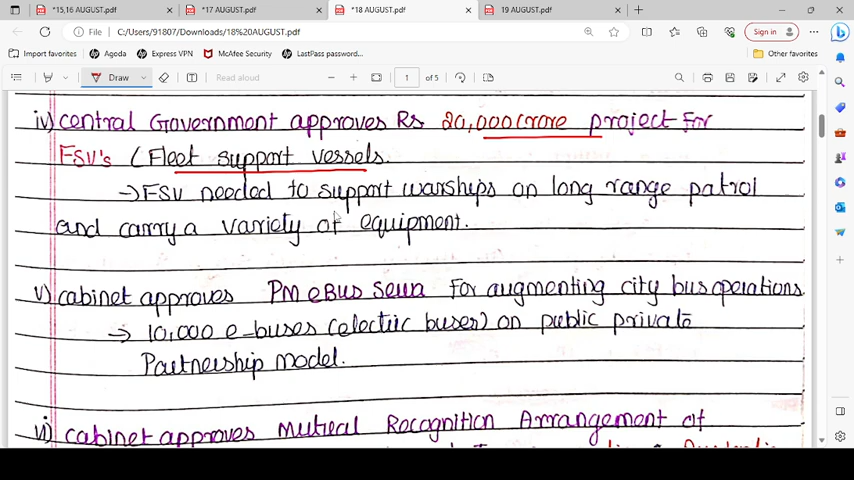 *15,16 AUGUST.pdf
*17 AUGUST.pdf
*18 AUGUST.pdf
19 AUGUST.pdf
File
C:/Users/91807/Downloads/18%20AUGUST.pdf
Sign in
Import favorites
Agoda
Express VPN
McAfee Security
LastPass password...
Other favorites
Draw
Read aloud
1
of 5
iv) central Government approves Rs 20,000 crore project for
FSV's (Fleet support vessels.
→ FSV needed to support warships on long range patrol
and carry a variety of equipment.
v) cabinet approves PM eBus Sewa for augmenting city bus operations
→ 10,000 e-buses (electric buses) on public private
Partnership model.
vi) cabinet approves Mutual Recognition Arrangement of